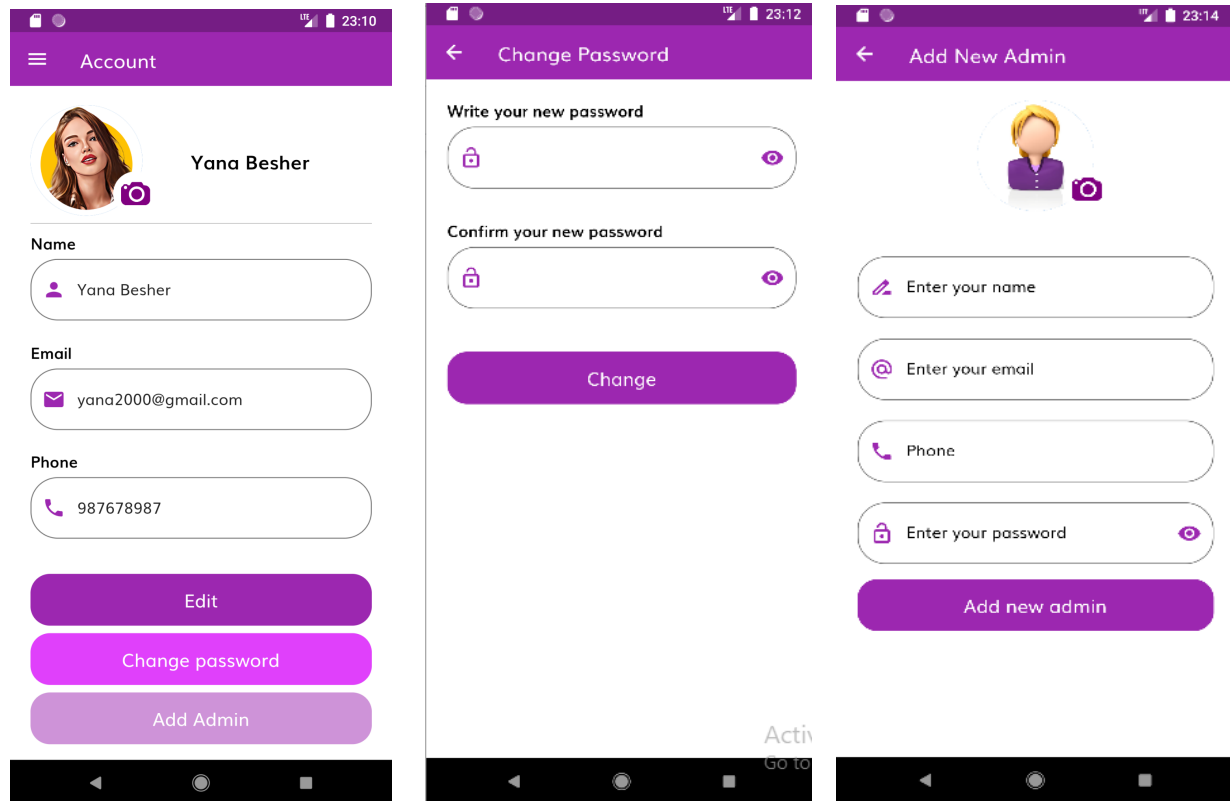 LTE 23:10
Account
Yana Besher
Name
Yana Besher
Email
yana2000@gmail.com
Phone
987678987
Edit
Change password
Add Admin
LTE 23:12
Change Password
Write your new password
Confirm your new password
Change
Activ
Go to
23:14
Add New Admin
Enter your name
Enter your email
Phone
Enter your password
Add new admin